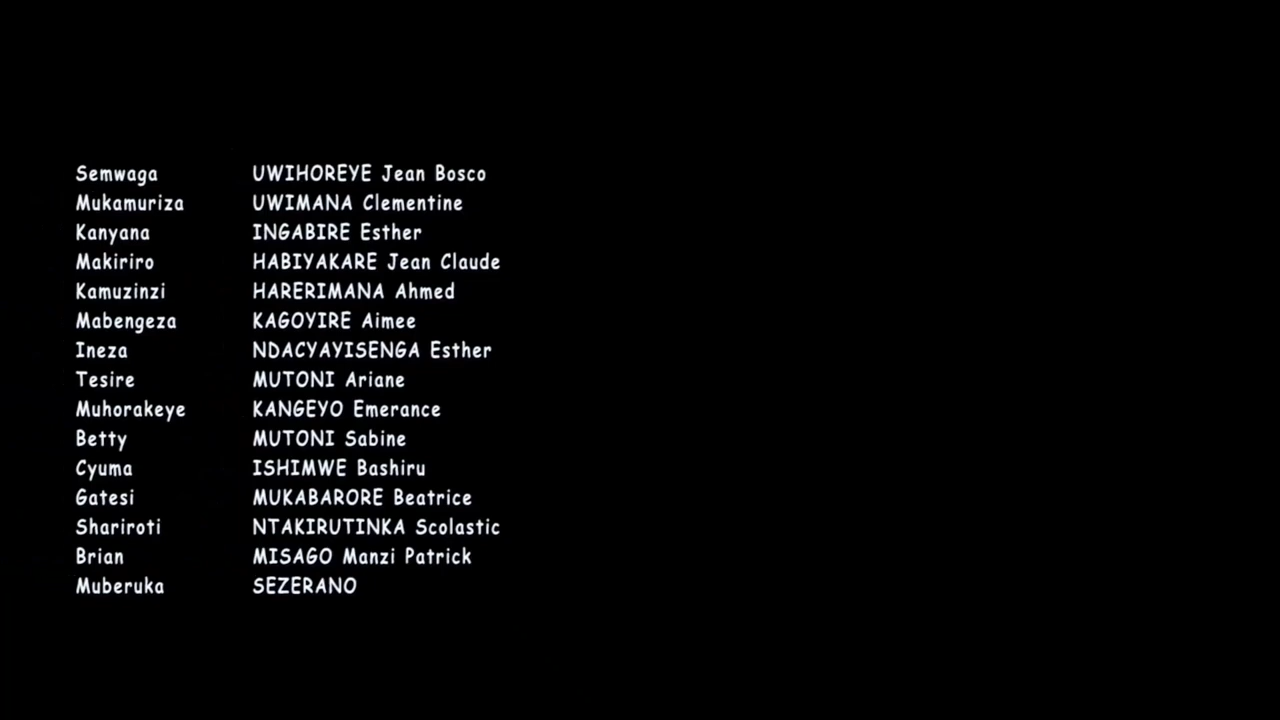 Semwaga UWIHOREYE Jean Bosco
Mukamuriza UWIMANA Clementine
Kanyana INGABIRE Esther
Makiriro HABIYAKARE Jean Claude
Kamuzinzi HARERIMANA Ahmed
Mabengeza KAGOYIRE Aimee
Ineza NDACYAYISENGA Esther
Tesire MUTONI Ariane
Muhorakeye KANGEYO Emerance
Betty MUTONI Sabine
Cyuma ISHIMWE Bashiru
Gatesi MUKABARORE Beatrice
Shariroti NTAKIRUTINKA Scolastic
Brian MISAGO Manzi Patrick
Muberuka SEZERANO